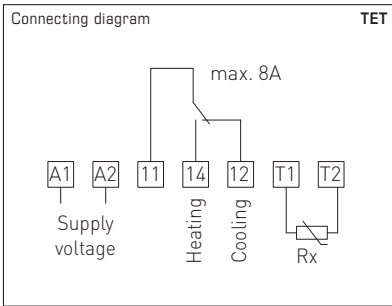 Connecting diagram TET
max. 8A
A1 A2 11 14 12 T1 T2
Supply
voltage
Heating
Cooling
Rx